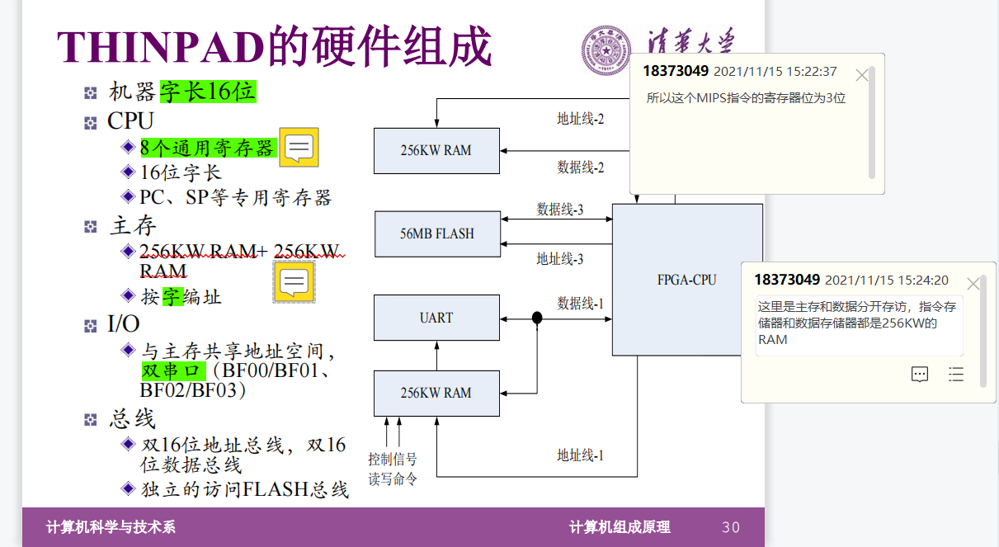 THINPAD的硬件组成
清华大学
机器字长16位
CPU
8个通用寄存器
16位字长
PC、SP等专用寄存器
主存
256KW RAM+ 256KW
RAM
按字编址
I/O
与主存共享地址空间，
双串口（BF00/BF01、
BF02/BF03）
总线
双16位地址总线，双16
位数据总线
独立的访问FLASH总线
地址线-2
256KW RAM
数据线-2
数据线-3
56MB FLASH
地址线-3
FPGA-CPU
数据线-1
UART
256KW RAM
地址线-1
控制信号
读写命令
18373049 2021/11/15 15:22:37
所以这个MIPS指令的寄存器位为3位
18373049 2021/11/15 15:24:20
这里是主存和数据分开存访，指令存
储器和数据存储器都是256KW的
RAM
计算机科学与技术系
计算机组成原理
30